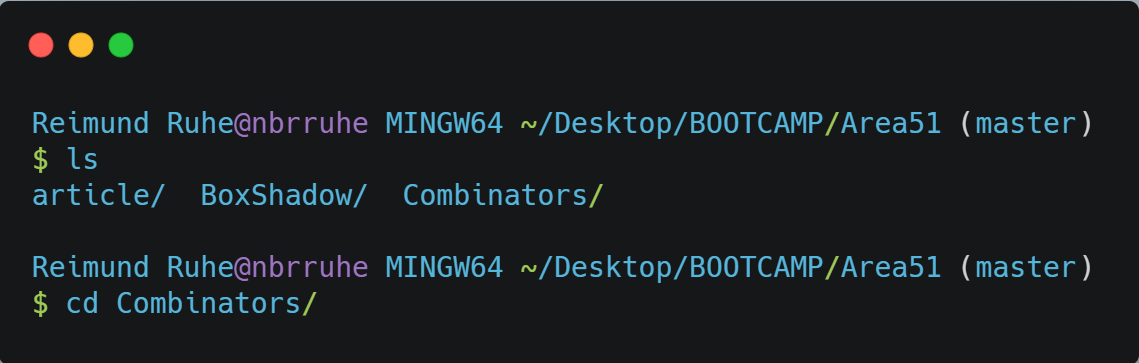 Reimund Ruhe@nbrruhe MINGW64 ~/Desktop/BOOTCAMP/Area51 (master)
$ ls
article/  BoxShadow/  Combinators/
Reimund Ruhe@nbrruhe MINGW64 ~/Desktop/BOOTCAMP/Area51 (master)
$ cd Combinators/